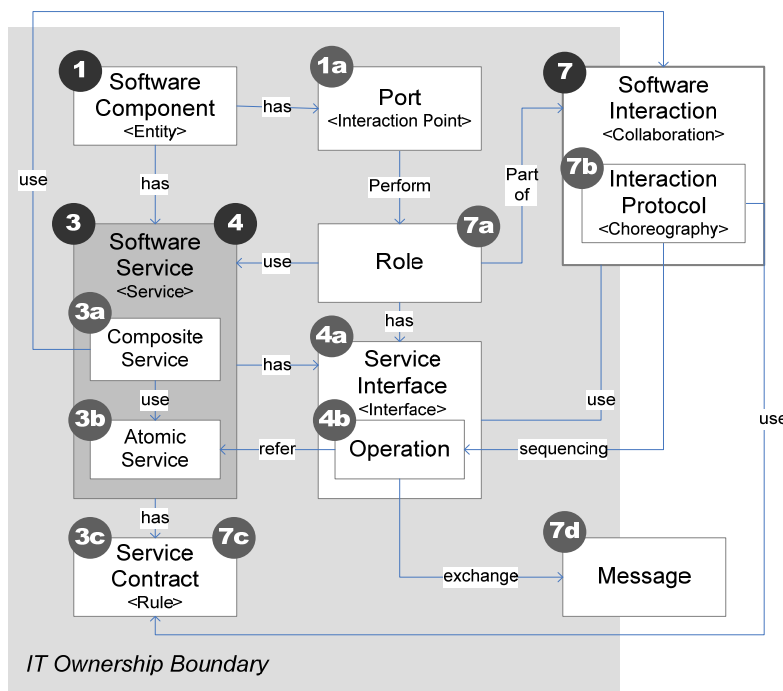 1
Software
Component
<Entity>
has
1a
Port
<Interaction Point>
7
Software
Interaction
<Collaboration>
7b
Interaction
Protocol
<Choreography>
use
has
Perform
Part
of
3
4
Software
Service
<Service>
use
7a
Role
3a
Composite
Service
has
has
4a
Service
Interface
<Interface>
use
use
use
3b
Atomic
Service
refer
4b
Operation
sequencing
has
3c
7c
Service
Contract
<Rule>
exchange
7d
Message
IT Ownership Boundary